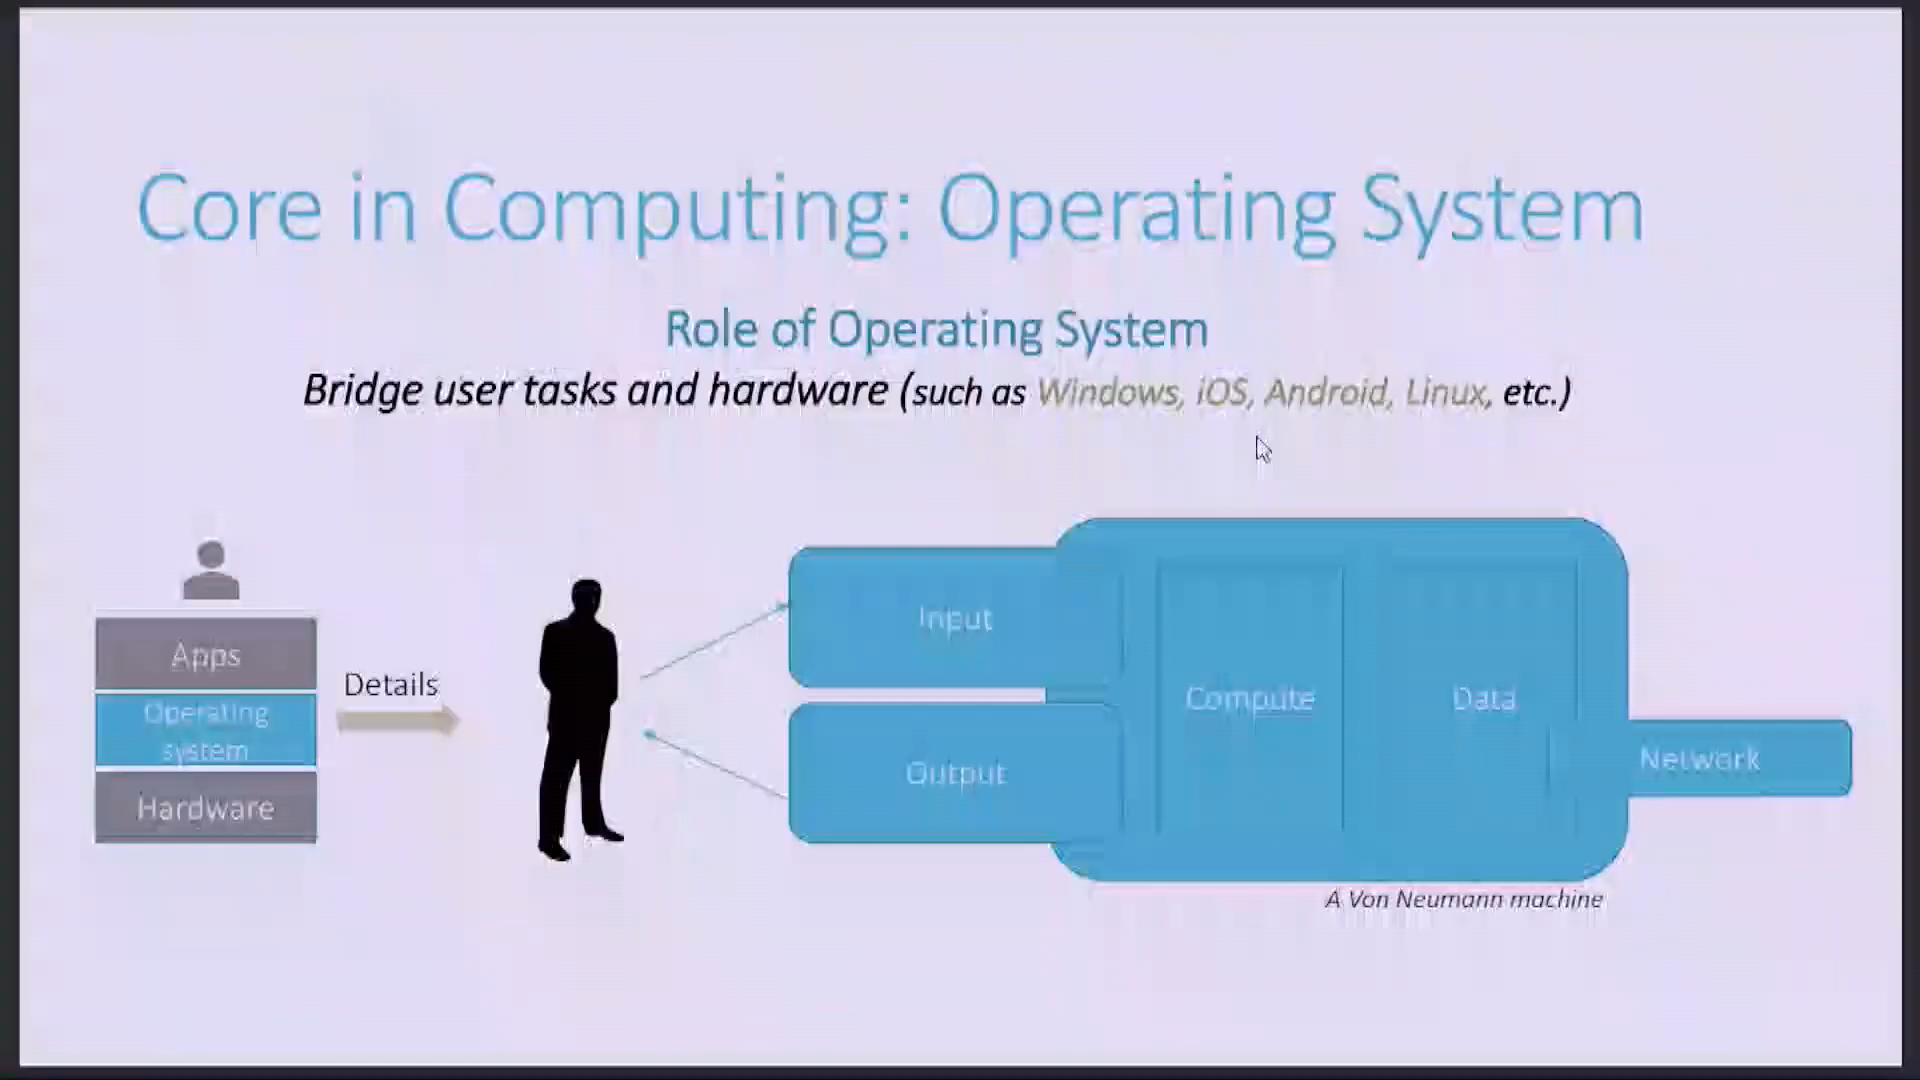 Core in Computing: Operating System
Role of Operating System
Bridge user tasks and hardware (such as Windows, iOS, Android, Linux, etc.)
Apps
Operating
system
Hardware
Details
Input
Output
Compute
Data
Network
A Von Neumann machine